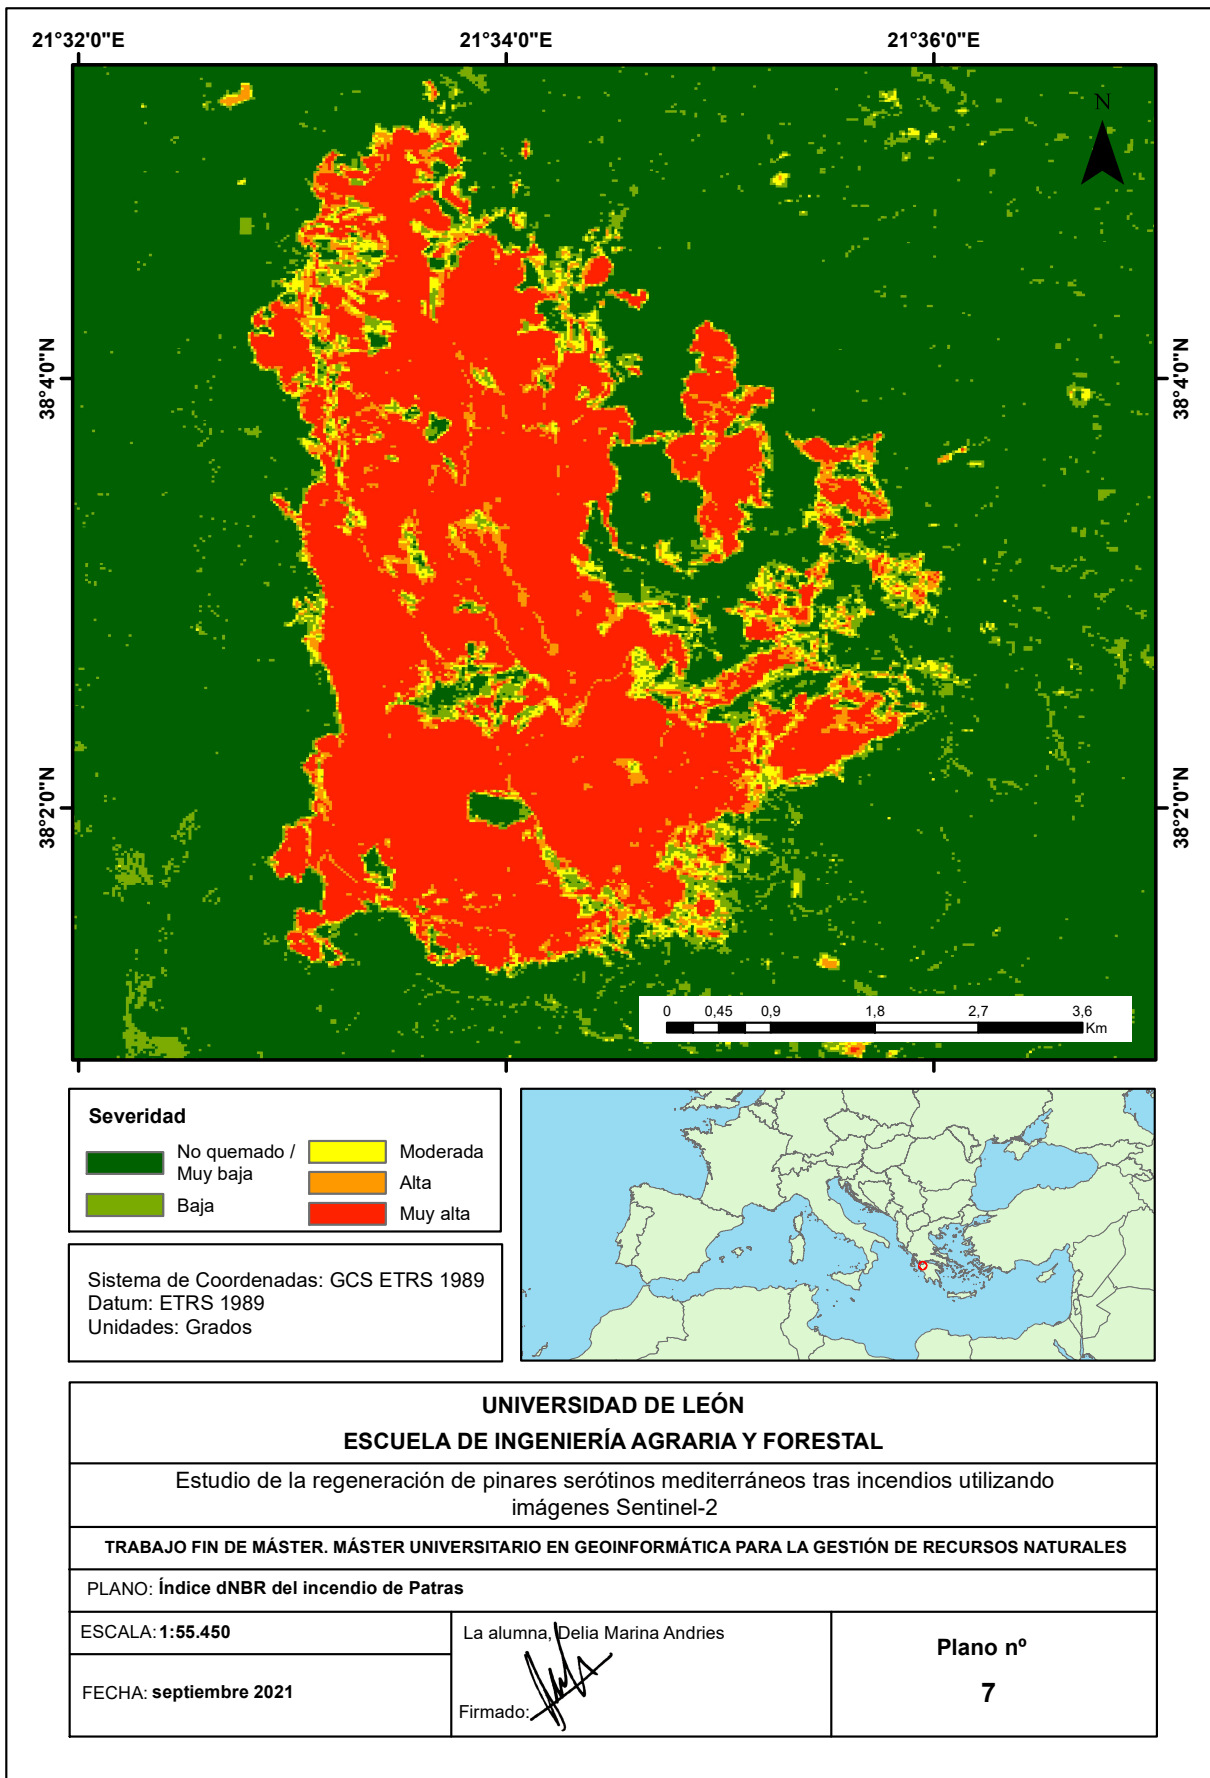 21°32'0"E
21°34'0"E
21°36'0"E
N
38°4'0"N
38°4'0"N
38°2'0"N
38°2'0"N
0 0,45 0,9 1,8 2,7 3,6
Km
Severidad
No quemado /
Muy baja
Baja
Moderada
Alta
Muy alta
Sistema de Coordenadas: GCS ETRS 1989
Datum: ETRS 1989
Unidades: Grados
UNIVERSIDAD DE LEÓN
ESCUELA DE INGENIERÍA AGRARIA Y FORESTAL
Estudio de la regeneración de pinares serótinos mediterráneos tras incendios utilizando
imágenes Sentinel-2
TRABAJO FIN DE MÁSTER. MÁSTER UNIVERSITARIO EN GEOINFORMÁTICA PARA LA GESTIÓN DE RECURSOS NATURALES
PLANO: Índice dNBR del incendio de Patras
ESCALA: 1:55.450
FECHA: septiembre 2021
La alumna, Delia Marina Andries
Firmado:
Plano nº
7